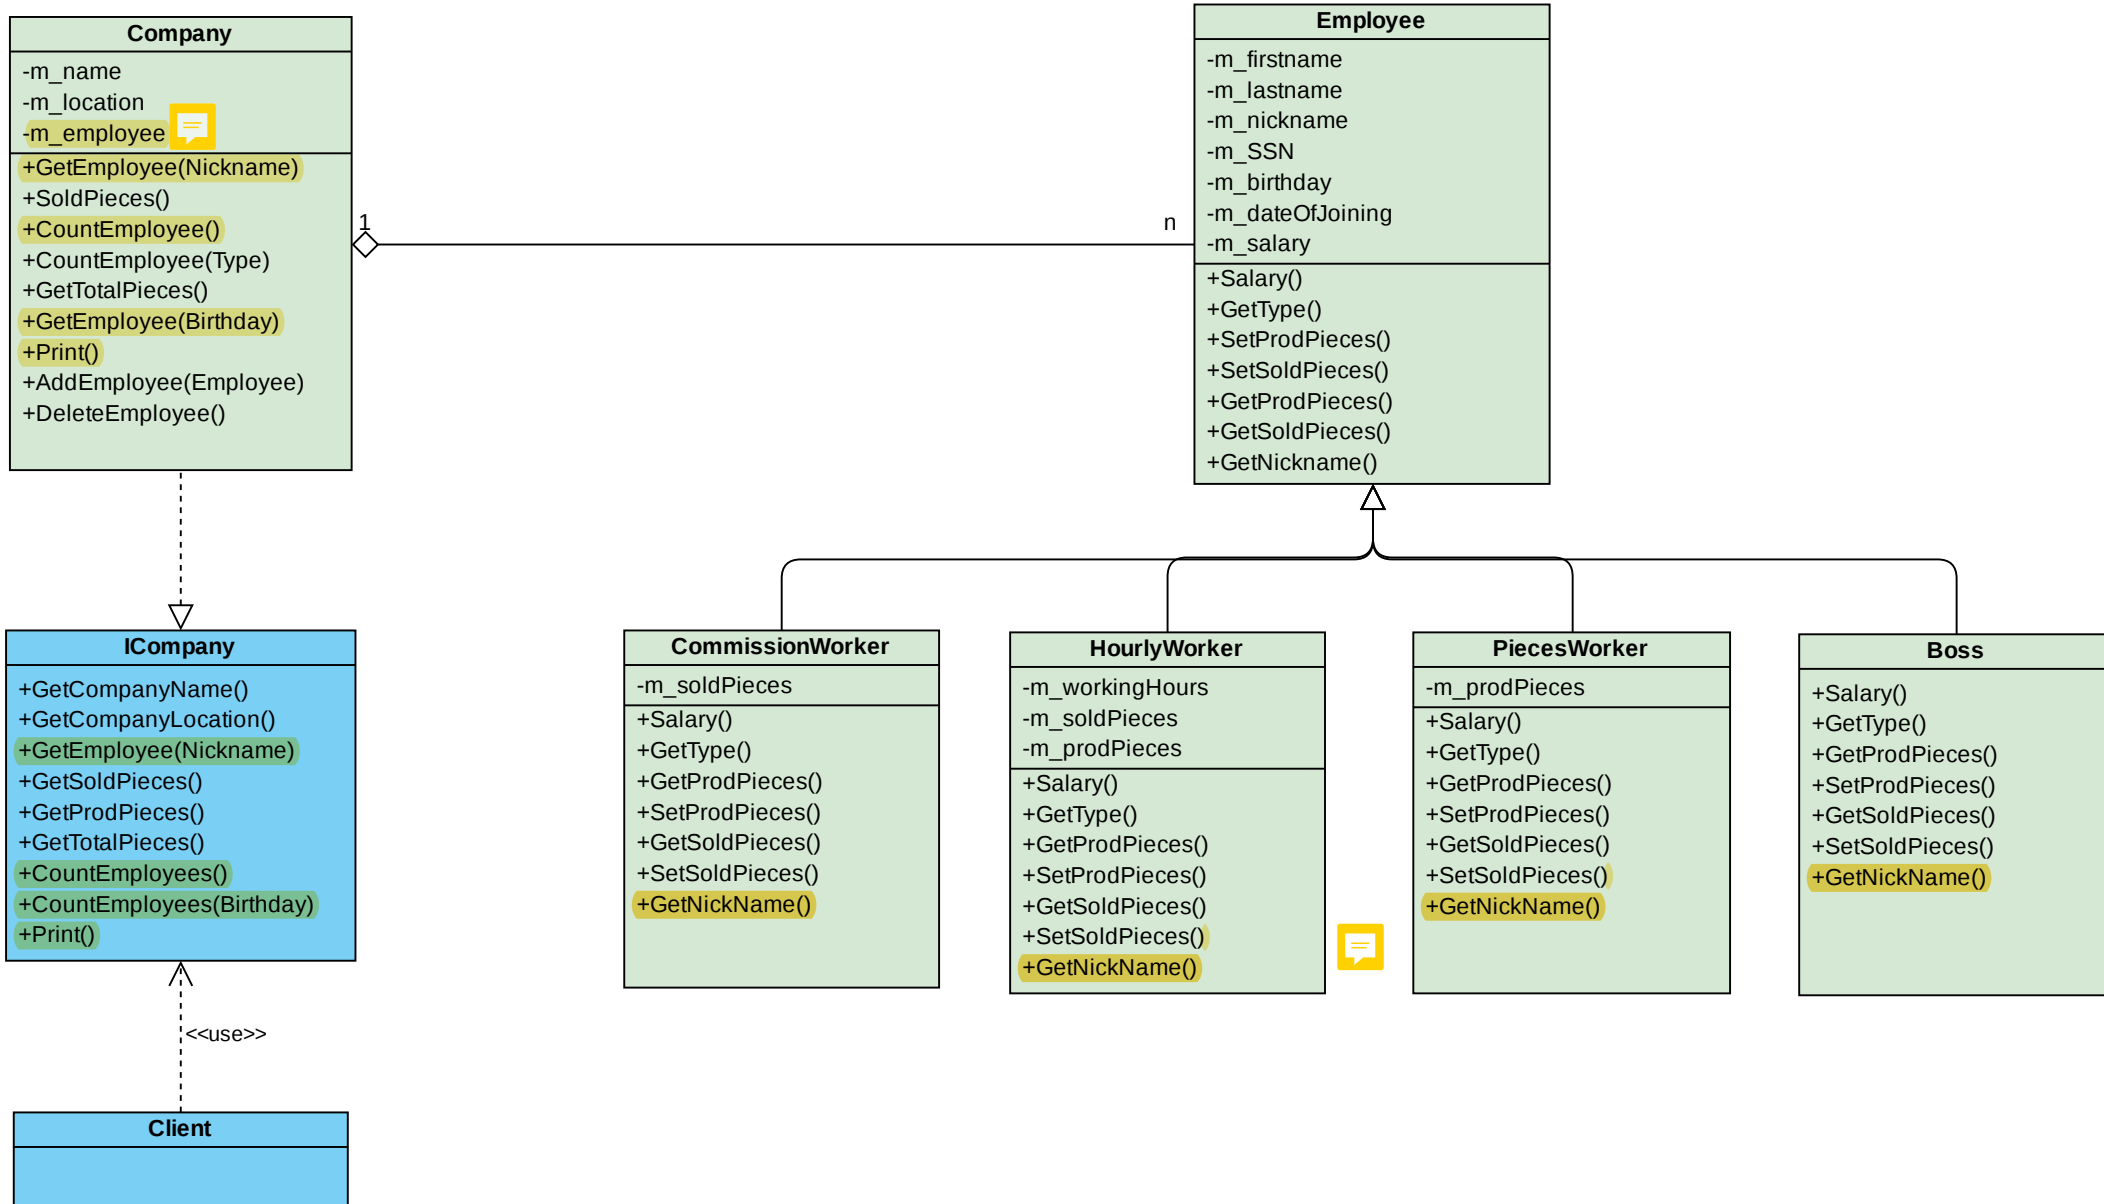 Company
-m_name
-m_location
-m_employee
+GetEmployee(Nickname)
+SoldPieces()
+CountEmployee()
+CountEmployee(Type)
+GetTotalPieces()
+GetEmployee(Birthday)
+Print()
+AddEmployee(Employee)
+DeleteEmployee()
1
n
Employee
-m_firstname
-m_lastname
-m_nickname
-m_SSN
-m_birthday
-m_dateOfJoining
-m_salary
+Salary()
+GetType()
+SetProdPieces()
+SetSoldPieces()
+GetProdPieces()
+GetSoldPieces()
+GetNickname()
ICompany
+GetCompanyName()
+GetCompanyLocation()
+GetEmployee(Nickname)
+GetSoldPieces()
+GetProdPieces()
+GetTotalPieces()
+CountEmployees()
+CountEmployees(Birthday)
+Print()
CommissionWorker
-m_soldPieces
+Salary()
+GetType()
+GetProdPieces()
+SetProdPieces()
+GetSoldPieces()
+SetSoldPieces()
+GetNickName()
HourlyWorker
-m_workingHours
-m_soldPieces
-m_prodPieces
+Salary()
+GetType()
+GetProdPieces()
+SetProdPieces()
+GetSoldPieces()
+SetSoldPieces()
+GetNickName()
PiecesWorker
-m_prodPieces
+Salary()
+GetType()
+GetProdPieces()
+SetProdPieces()
+GetSoldPieces()
+SetSoldPieces()
+GetNickName()
Boss
+Salary()
+GetType()
+GetProdPieces()
+SetProdPieces()
+GetSoldPieces()
+SetSoldPieces()
+GetNickName()
<<use>>
Client